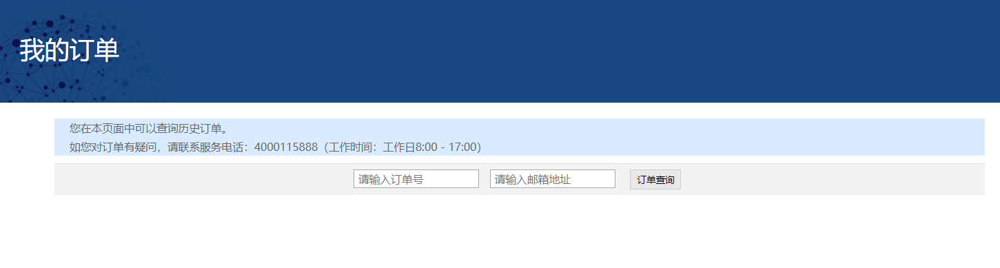 我的订单
您在本页面中可以查询历史订单。
如您对订单有疑问，请联系服务电话：4000115888（工作时间：工作日8:00 - 17:00）
请输入订单号 请输入邮箱地址 订单查询